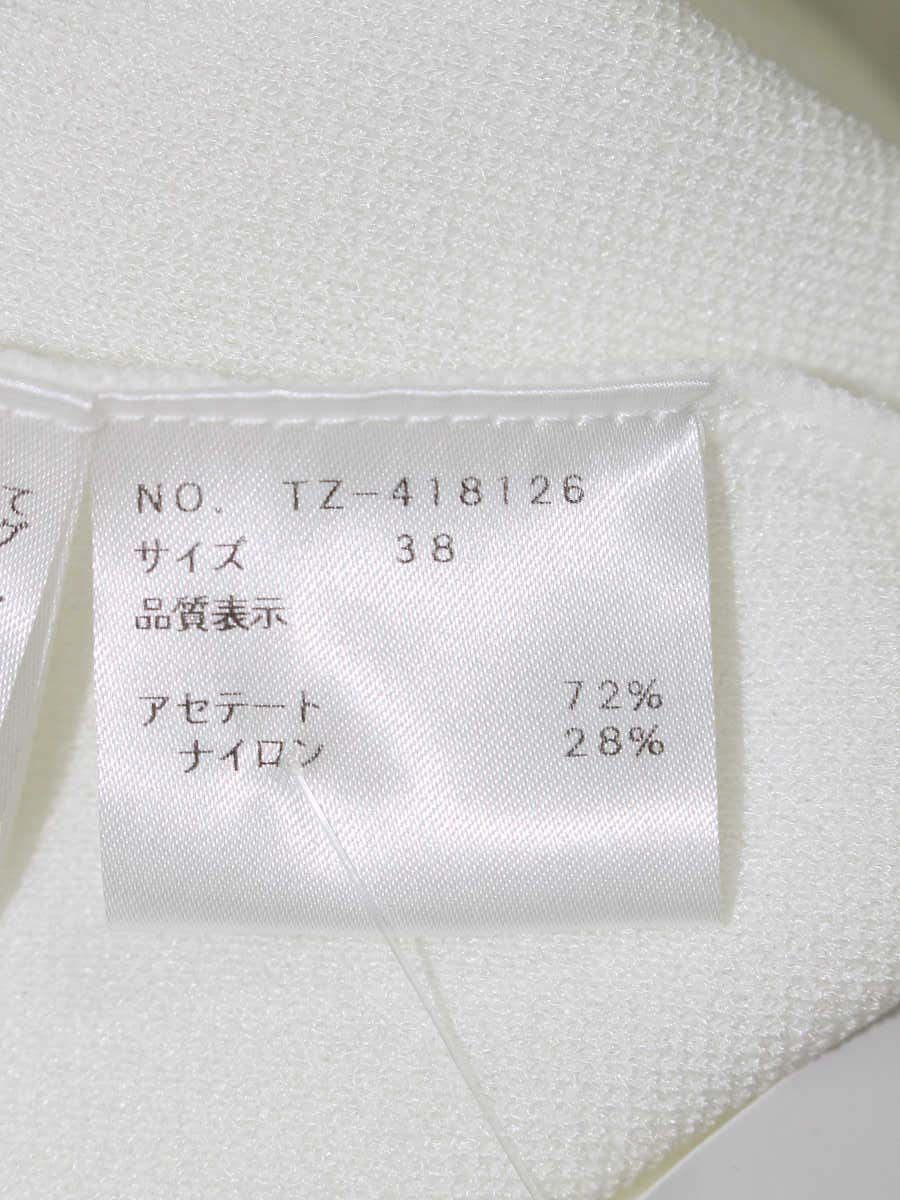 NO. TZ-418126
サイズ 38
品質表示
アセテート 72%
ナイロン 28%
て